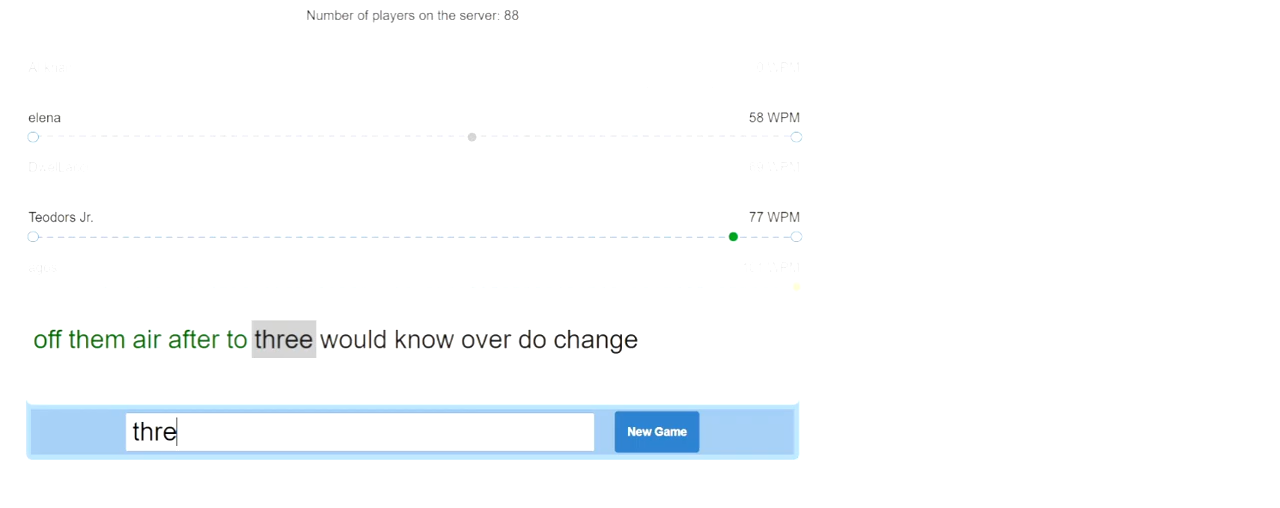 Number of players on the server: 88
elena 58 WPM
Teodors Jr. 77 WPM
off them air after to three would know over do change
thre New Game